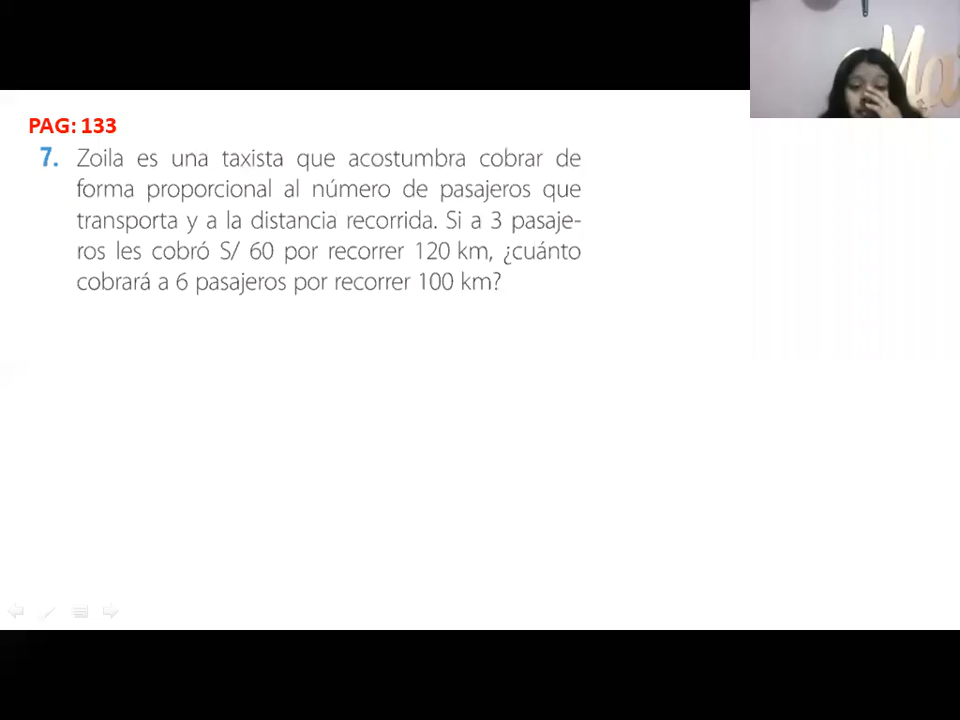 Ma
PAG: 133
7. Zoila es una taxista que acostumbra cobrar de
forma proporcional al número de pasajeros que
transporta y a la distancia recorrida. Si a 3 pasaje-
ros les cobró S/ 60 por recorrer 120 km, ¿cuánto
cobrará a 6 pasajeros por recorrer 100 km?